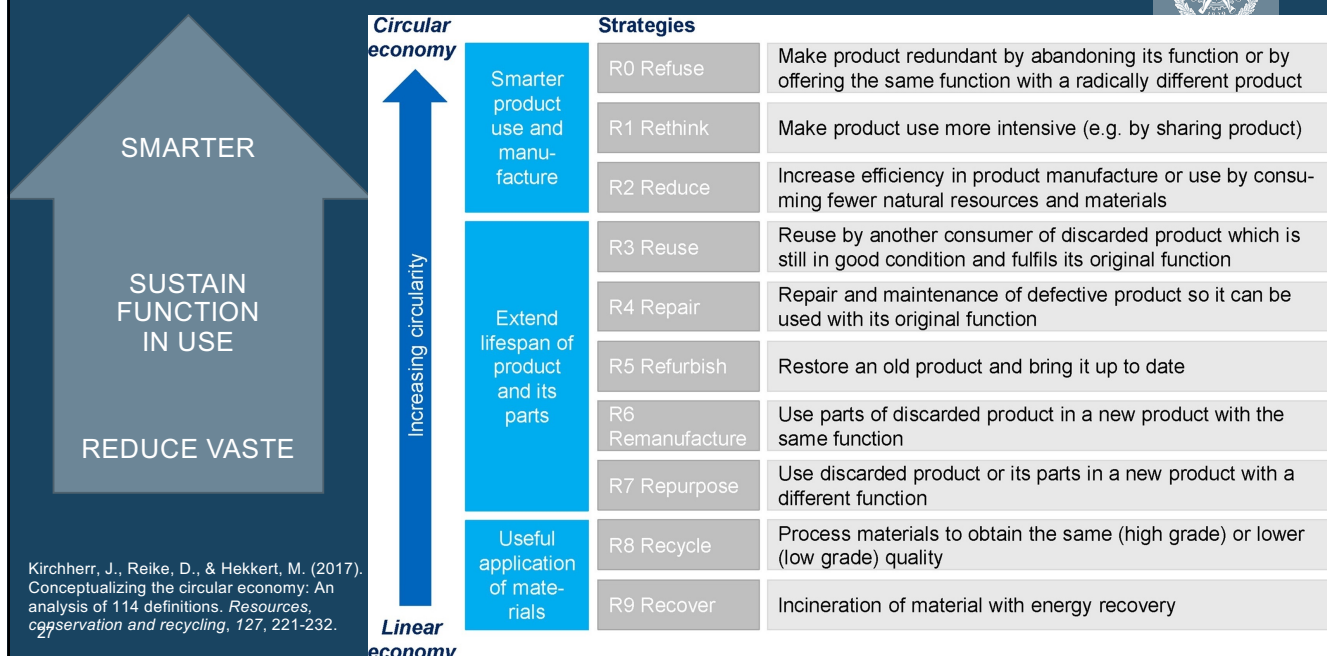 SMARTER
SUSTAIN
FUNCTION
IN USE
REDUCE VASTE
Kirchherr, J., Reike, D., & Hekkert, M. (2017).
Conceptualizing the circular economy: An
analysis of 114 definitions. Resources,
conservation and recycling, 127, 221-232.
27
Circular
economy
Increasing circularity
Linear
economy
Strategies
Smarter
product
use and
manu-
facture
R0 Refuse
Make product redundant by abandoning its function or by
offering the same function with a radically different product
R1 Rethink
Make product use more intensive (e.g. by sharing product)
R2 Reduce
Increase efficiency in product manufacture or use by consu-
ming fewer natural resources and materials
Extend
lifespan of
product
and its
parts
R3 Reuse
Reuse by another consumer of discarded product which is
still in good condition and fulfils its original function
R4 Repair
Repair and maintenance of defective product so it can be
used with its original function
R5 Refurbish
Restore an old product and bring it up to date
R6
Remanufacture
Use parts of discarded product in a new product with the
same function
R7 Repurpose
Use discarded product or its parts in a new product with a
different function
Useful
application
of mate-
rials
R8 Recycle
Process materials to obtain the same (high grade) or lower
(low grade) quality
R9 Recover
Incineration of material with energy recovery